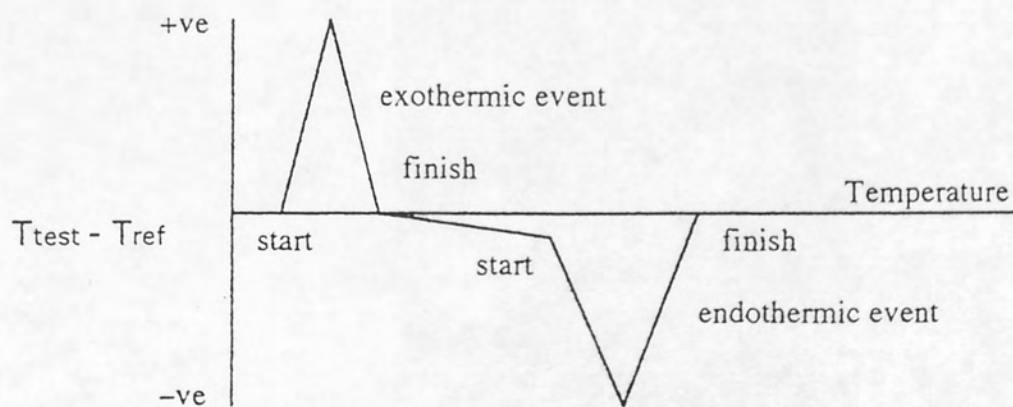 +ve
exothermic event
finish
Temperature
Ttest - Tref
start
start
finish
endothermic event
-ve